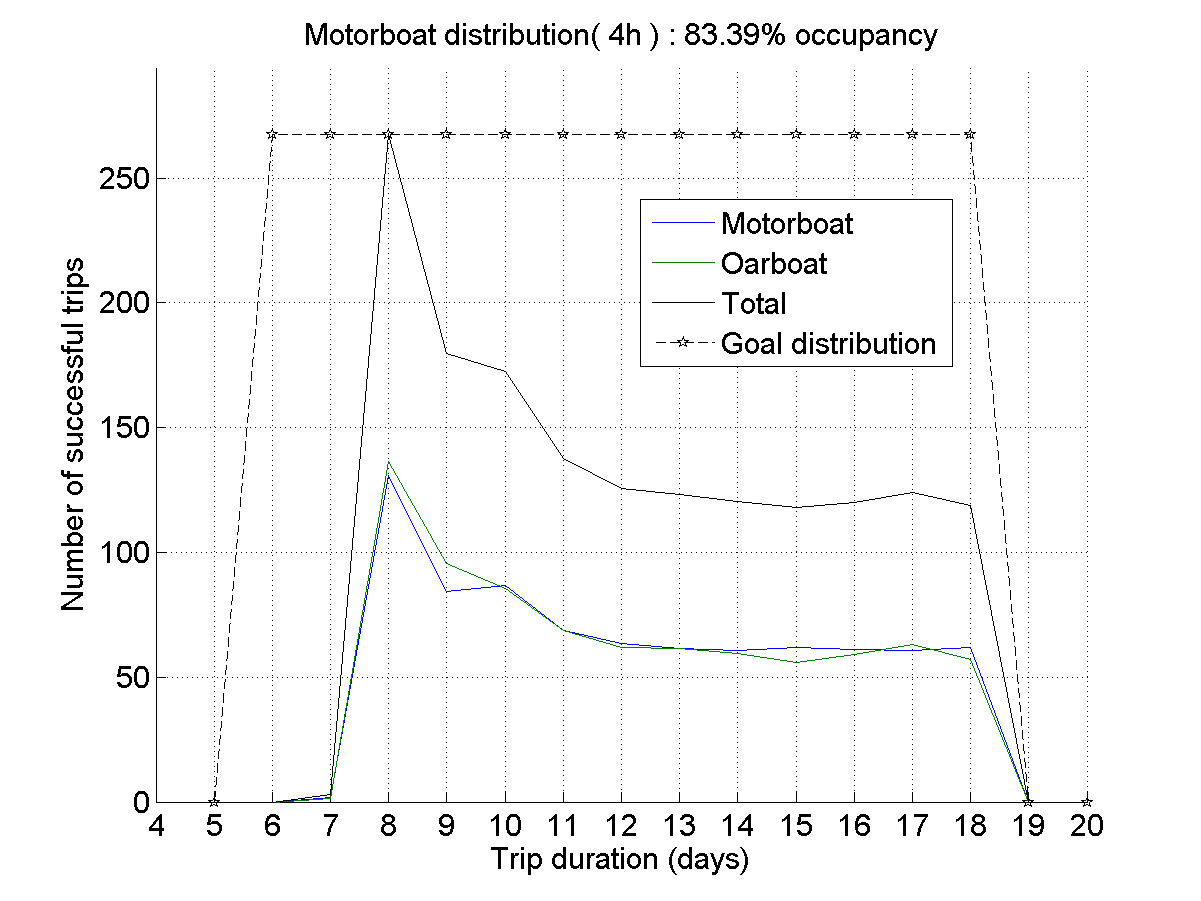 Motorboat distribution( 4h ) : 83.39% occupancy
250
200
150
100
50
0
Number of successful trips
Motorboat
Oarboat
Total
Goal distribution
4 5 6 7 8 9 10 11 12 13 14 15 16 17 18 19 20
Trip duration (days)